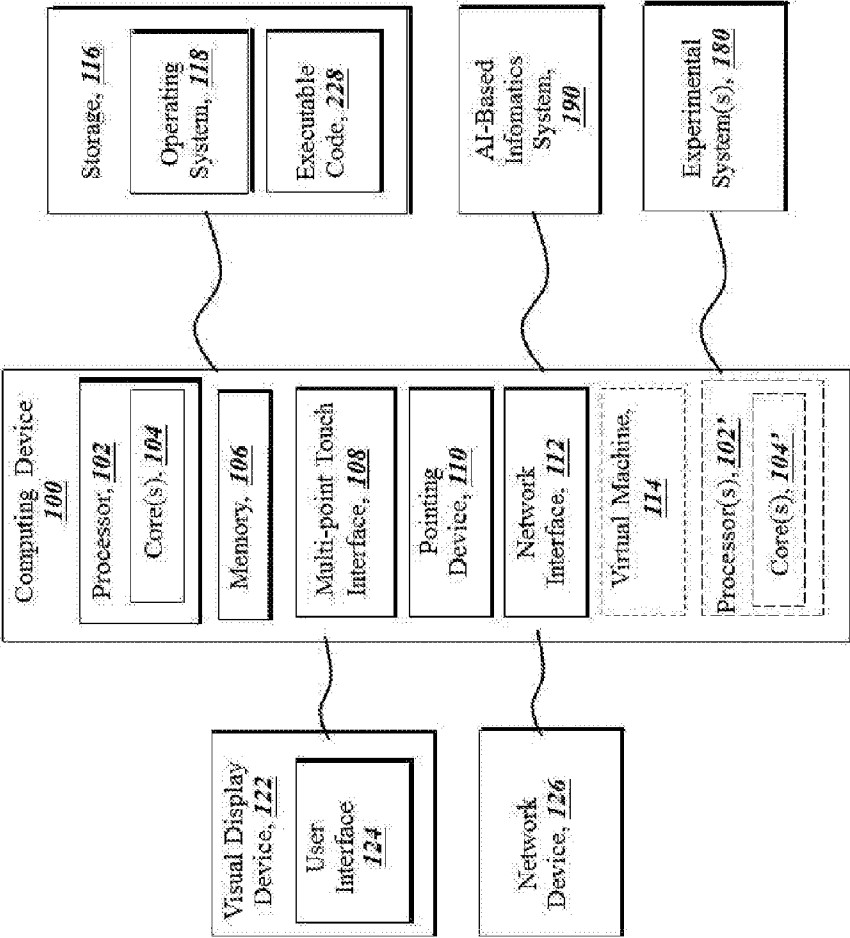 Computing Device
100
Processor, 102
Core(s), 104
Memory, 106
Multi-point Touch
Interface, 108
Pointing
Device, 110
Network
Interface. 112
Virtual Machine,
114
Processor(s), 102'
Core(s), 104'
Storage, 116
Operating
System, 118
Executable
Code, 228
AI-Based
Infomatics
System,
190
Experimental
System(s), 180
Visual Display
Device, 122
User
Interface
124
Network
Device, 126